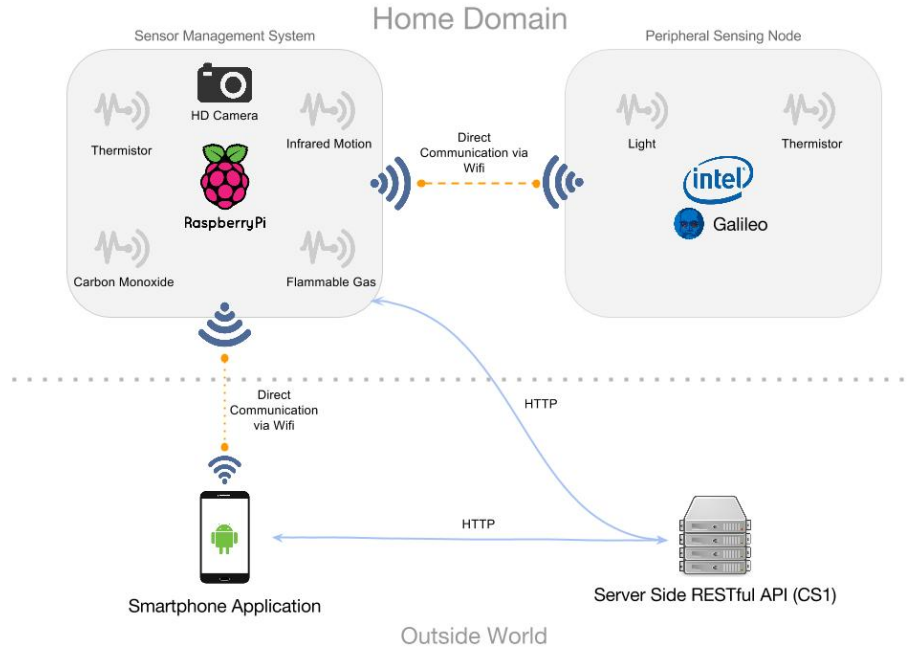 Home Domain
Sensor Management System
Peripheral Sensing Node
HD Camera
Thermistor
Infrared Motion
RaspberryPi
Carbon Monoxide
Flammable Gas
Direct
Communication via
Wifi
Light
Thermistor
intel
Galileo
Direct
Communication
via Wifi
HTTP
HTTP
Smartphone Application
Server Side RESTful API (CS1)
Outside World